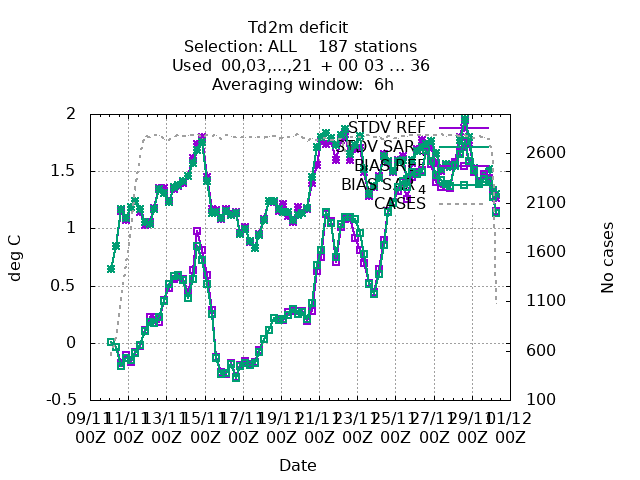 Td2m deficit
Selection: ALL    187 stations
Used  00,03,...,21  + 00 03 ... 36
Averaging window:  6h
STDV REF
STDV SAR_4
BIAS REF
BIAS SAR_4
CASES
2
1.5
1
0.5
0
-0.5
deg C
2600
2100
1600
1100
600
100
No cases
09/11 11/11 13/11 15/11 17/11 19/11 21/11 23/11 25/11 27/11 29/11 01/12
00Z 00Z 00Z 00Z 00Z 00Z 00Z 00Z 00Z 00Z 00Z 00Z
Date